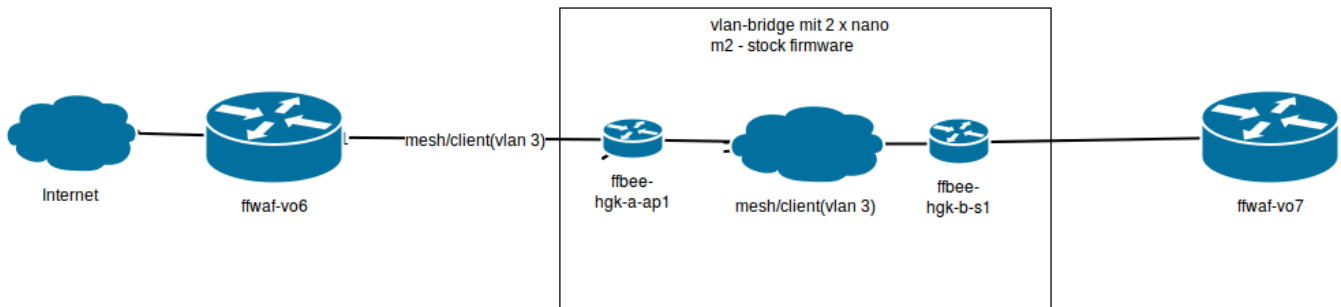 vlan-bridge mit 2 x nano
m2 - stock firmware
mesh/client(vlan 3)
Internet
ffwaf-vo6
ffbee-
hgk-a-ap1
mesh/client(vlan 3)
ffbee-
hgk-b-s1
ffwaf-vo7